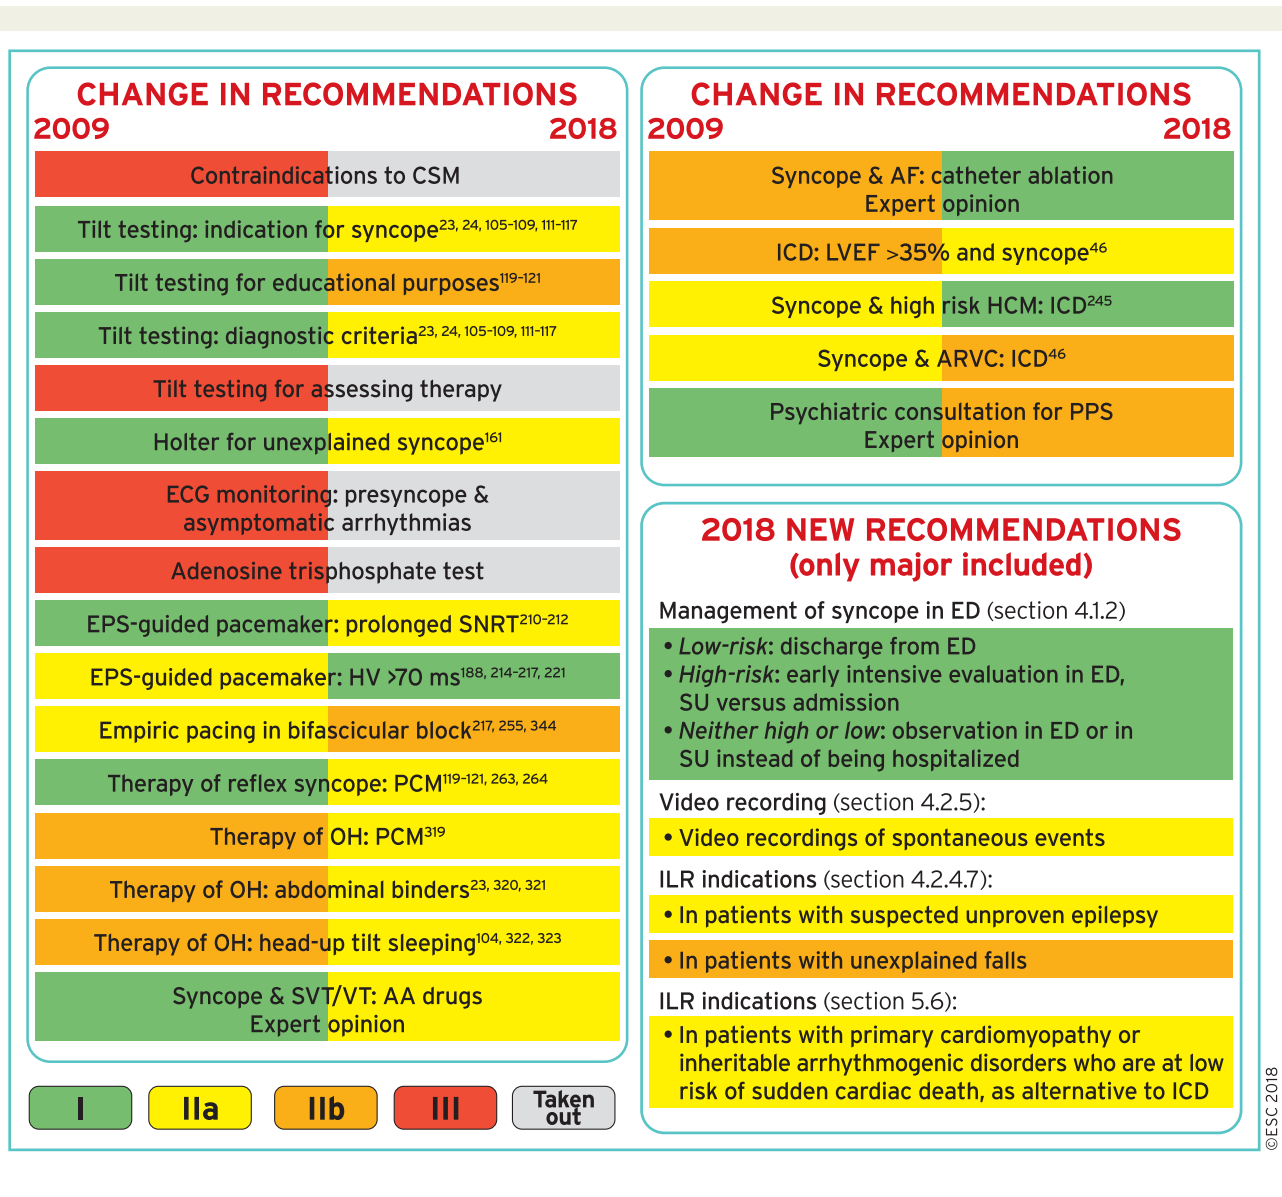 CHANGE IN RECOMMENDATIONS
2009 2018
Contraindications to CSM
Tilt testing: indication for syncope23, 24, 105–109, 111–117
Tilt testing for educational purposes119–121
Tilt testing: diagnostic criteria23, 24, 105–109, 111–117
Tilt testing for assessing therapy
Holter for unexplained syncope161
ECG monitoring: presyncope &
asymptomatic arrhythmias
Adenosine trisphosphate test
EPS-guided pacemaker: prolonged SNRT210–212
EPS-guided pacemaker: HV >70 ms188, 214–217, 221
Empiric pacing in bifascicular block217, 255, 344
Therapy of reflex syncope: PCM119–121, 263, 264
Therapy of OH: PCM319
Therapy of OH: abdominal binders23, 320, 321
Therapy of OH: head-up tilt sleeping104, 322, 323
Syncope & SVT/VT: AA drugs
Expert opinion
I IIa IIb III Taken
out
CHANGE IN RECOMMENDATIONS
2009 2018
Syncope & AF: catheter ablation
Expert opinion
ICD: LVEF >35% and syncope46
Syncope & high risk HCM: ICD245
Syncope & ARVC: ICD46
Psychiatric consultation for PPS
Expert opinion
2018 NEW RECOMMENDATIONS
(only major included)
Management of syncope in ED (section 4.1.2)
• Low-risk: discharge from ED
• High-risk: early intensive evaluation in ED,
SU versus admission
• Neither high or low: observation in ED or in
SU instead of being hospitalized
Video recording (section 4.2.5):
• Video recordings of spontaneous events
ILR indications (section 4.2.4.7):
• In patients with suspected unproven epilepsy
• In patients with unexplained falls
ILR indications (section 5.6):
• In patients with primary cardiomyopathy or
inheritable arrhythmogenic disorders who are at low
risk of sudden cardiac death, as alternative to ICD
©ESC 2018